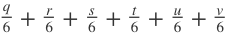 q/6 + r/6 + s/6 + t/6 + u/6 + v/6